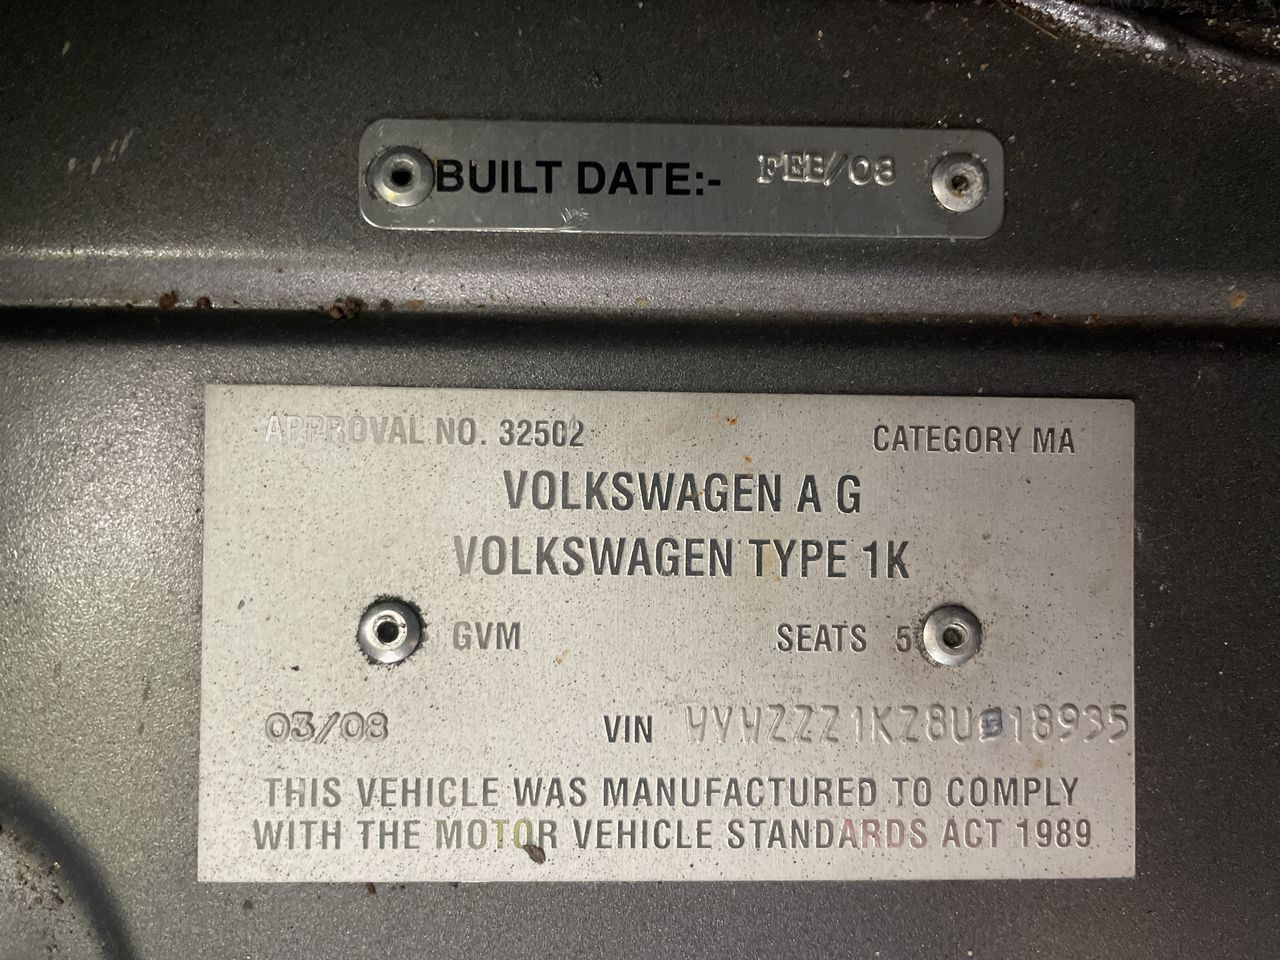 BUILT DATE:- FEB/08
APPROVAL NO. 32502 CATEGORY MA
VOLKSWAGEN A G
VOLKSWAGEN TYPE 1K
GVM SEATS 5
03/08 VIN
THIS VEHICLE WAS MANUFACTURED TO COMPLY
WITH THE MOTOR VEHICLE STANDARDS ACT 1989